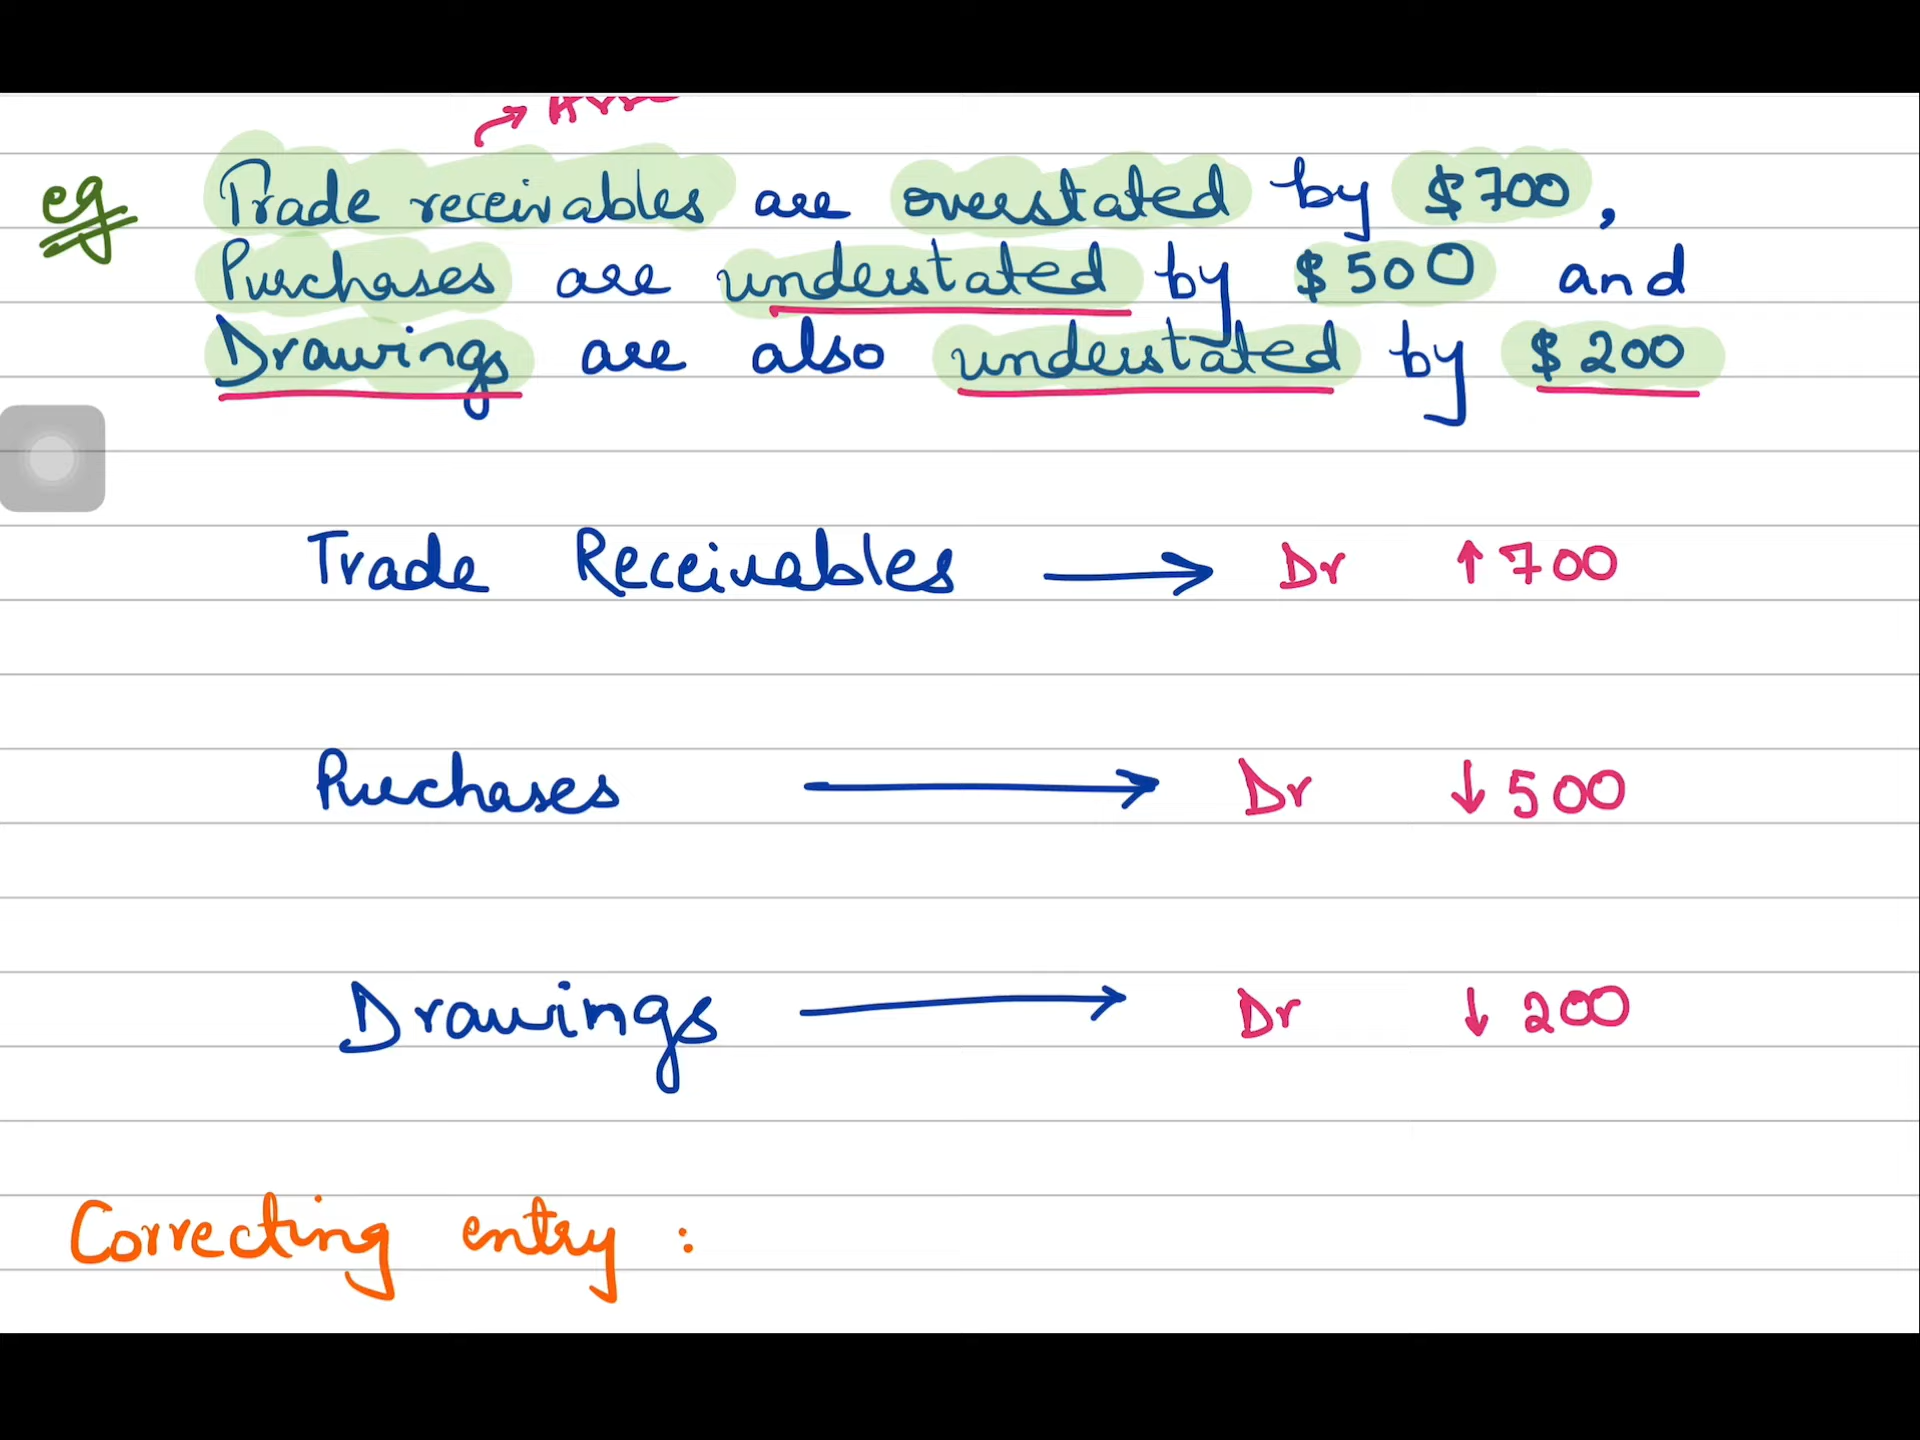 eg Trade receivables are overstated by $700,
Purchases are understated by $500 and
Drawings are also understated by $200
Trade Receivables → Dr ↑ 700
Purchases → Dr ↓ 500
Drawings → Dr ↓ 200
Correcting entry :